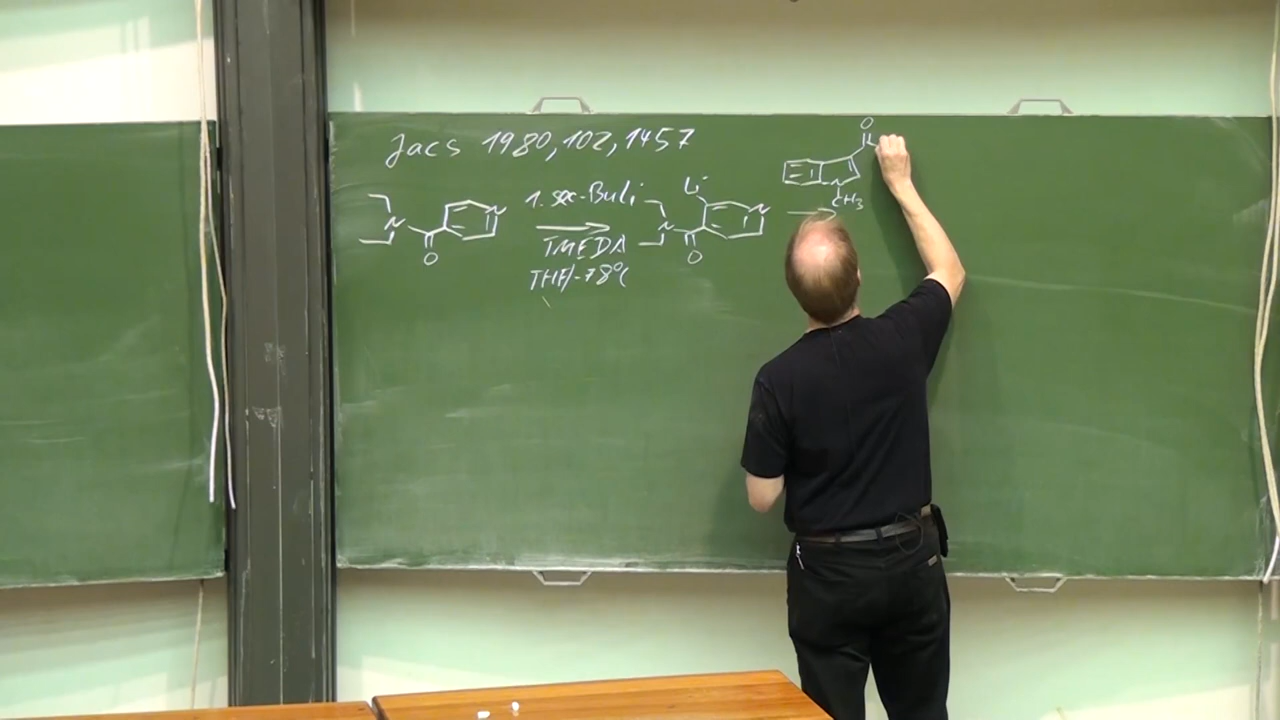 Jacs 1980, 102, 1457
1. sec-BuLi
TMEDA
THF/-78°C
N
O
N
Li
N
O
N
O
N
CH3